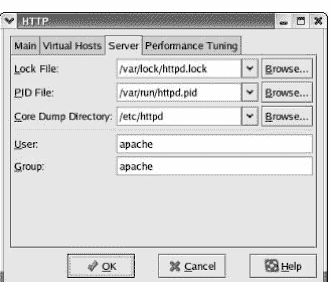 HTTP
Main Virtual Hosts Server Performance Tuning
Lock File: /var/lock/httpd.lock Browse...
PID File: /var/run/httpd.pid Browse...
Core Dump Directory: /etc/httpd Browse...
User: apache
Group: apache
OK Cancel Help